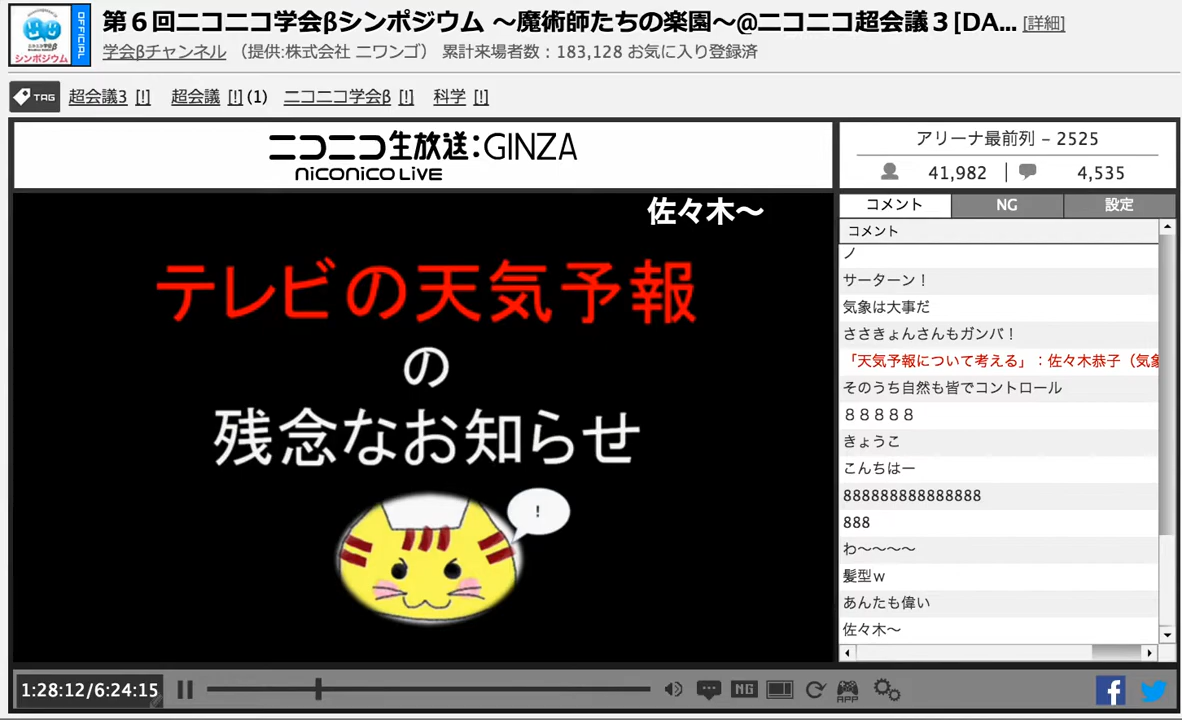 第６回ニコニコ学会βシンポジウム ～魔術師たちの楽園～@ニコニコ超会議３[DA... [詳細]
学会βチャンネル （提供:株式会社 ニワンゴ） 累計来場者数：183,128 お気に入り登録済
OFFICIAL
シンポジウム
TAG 超会議3 [!] 超会議 [!](1) ニコニコ学会β [!] 科学 [!]
ニコニコ生放送:GINZA
niconico LiVE
佐々木～
テレビの天気予報
の
残念なお知らせ
!
アリーナ最前列 – 2525
41,982 4,535
コメント NG 設定
コメント
ノ
サーターン！
気象は大事だ
ささきょんさんもガンバ！
「天気予報について考える」：佐々木恭子（気象
そのうち自然も皆でコントロール
８８８８８
きょうこ
こんちはー
888888888888888
888
わ～～～～
髪型w
あんたも偉い
佐々木～
1:28:12/6:24:15 NG APP